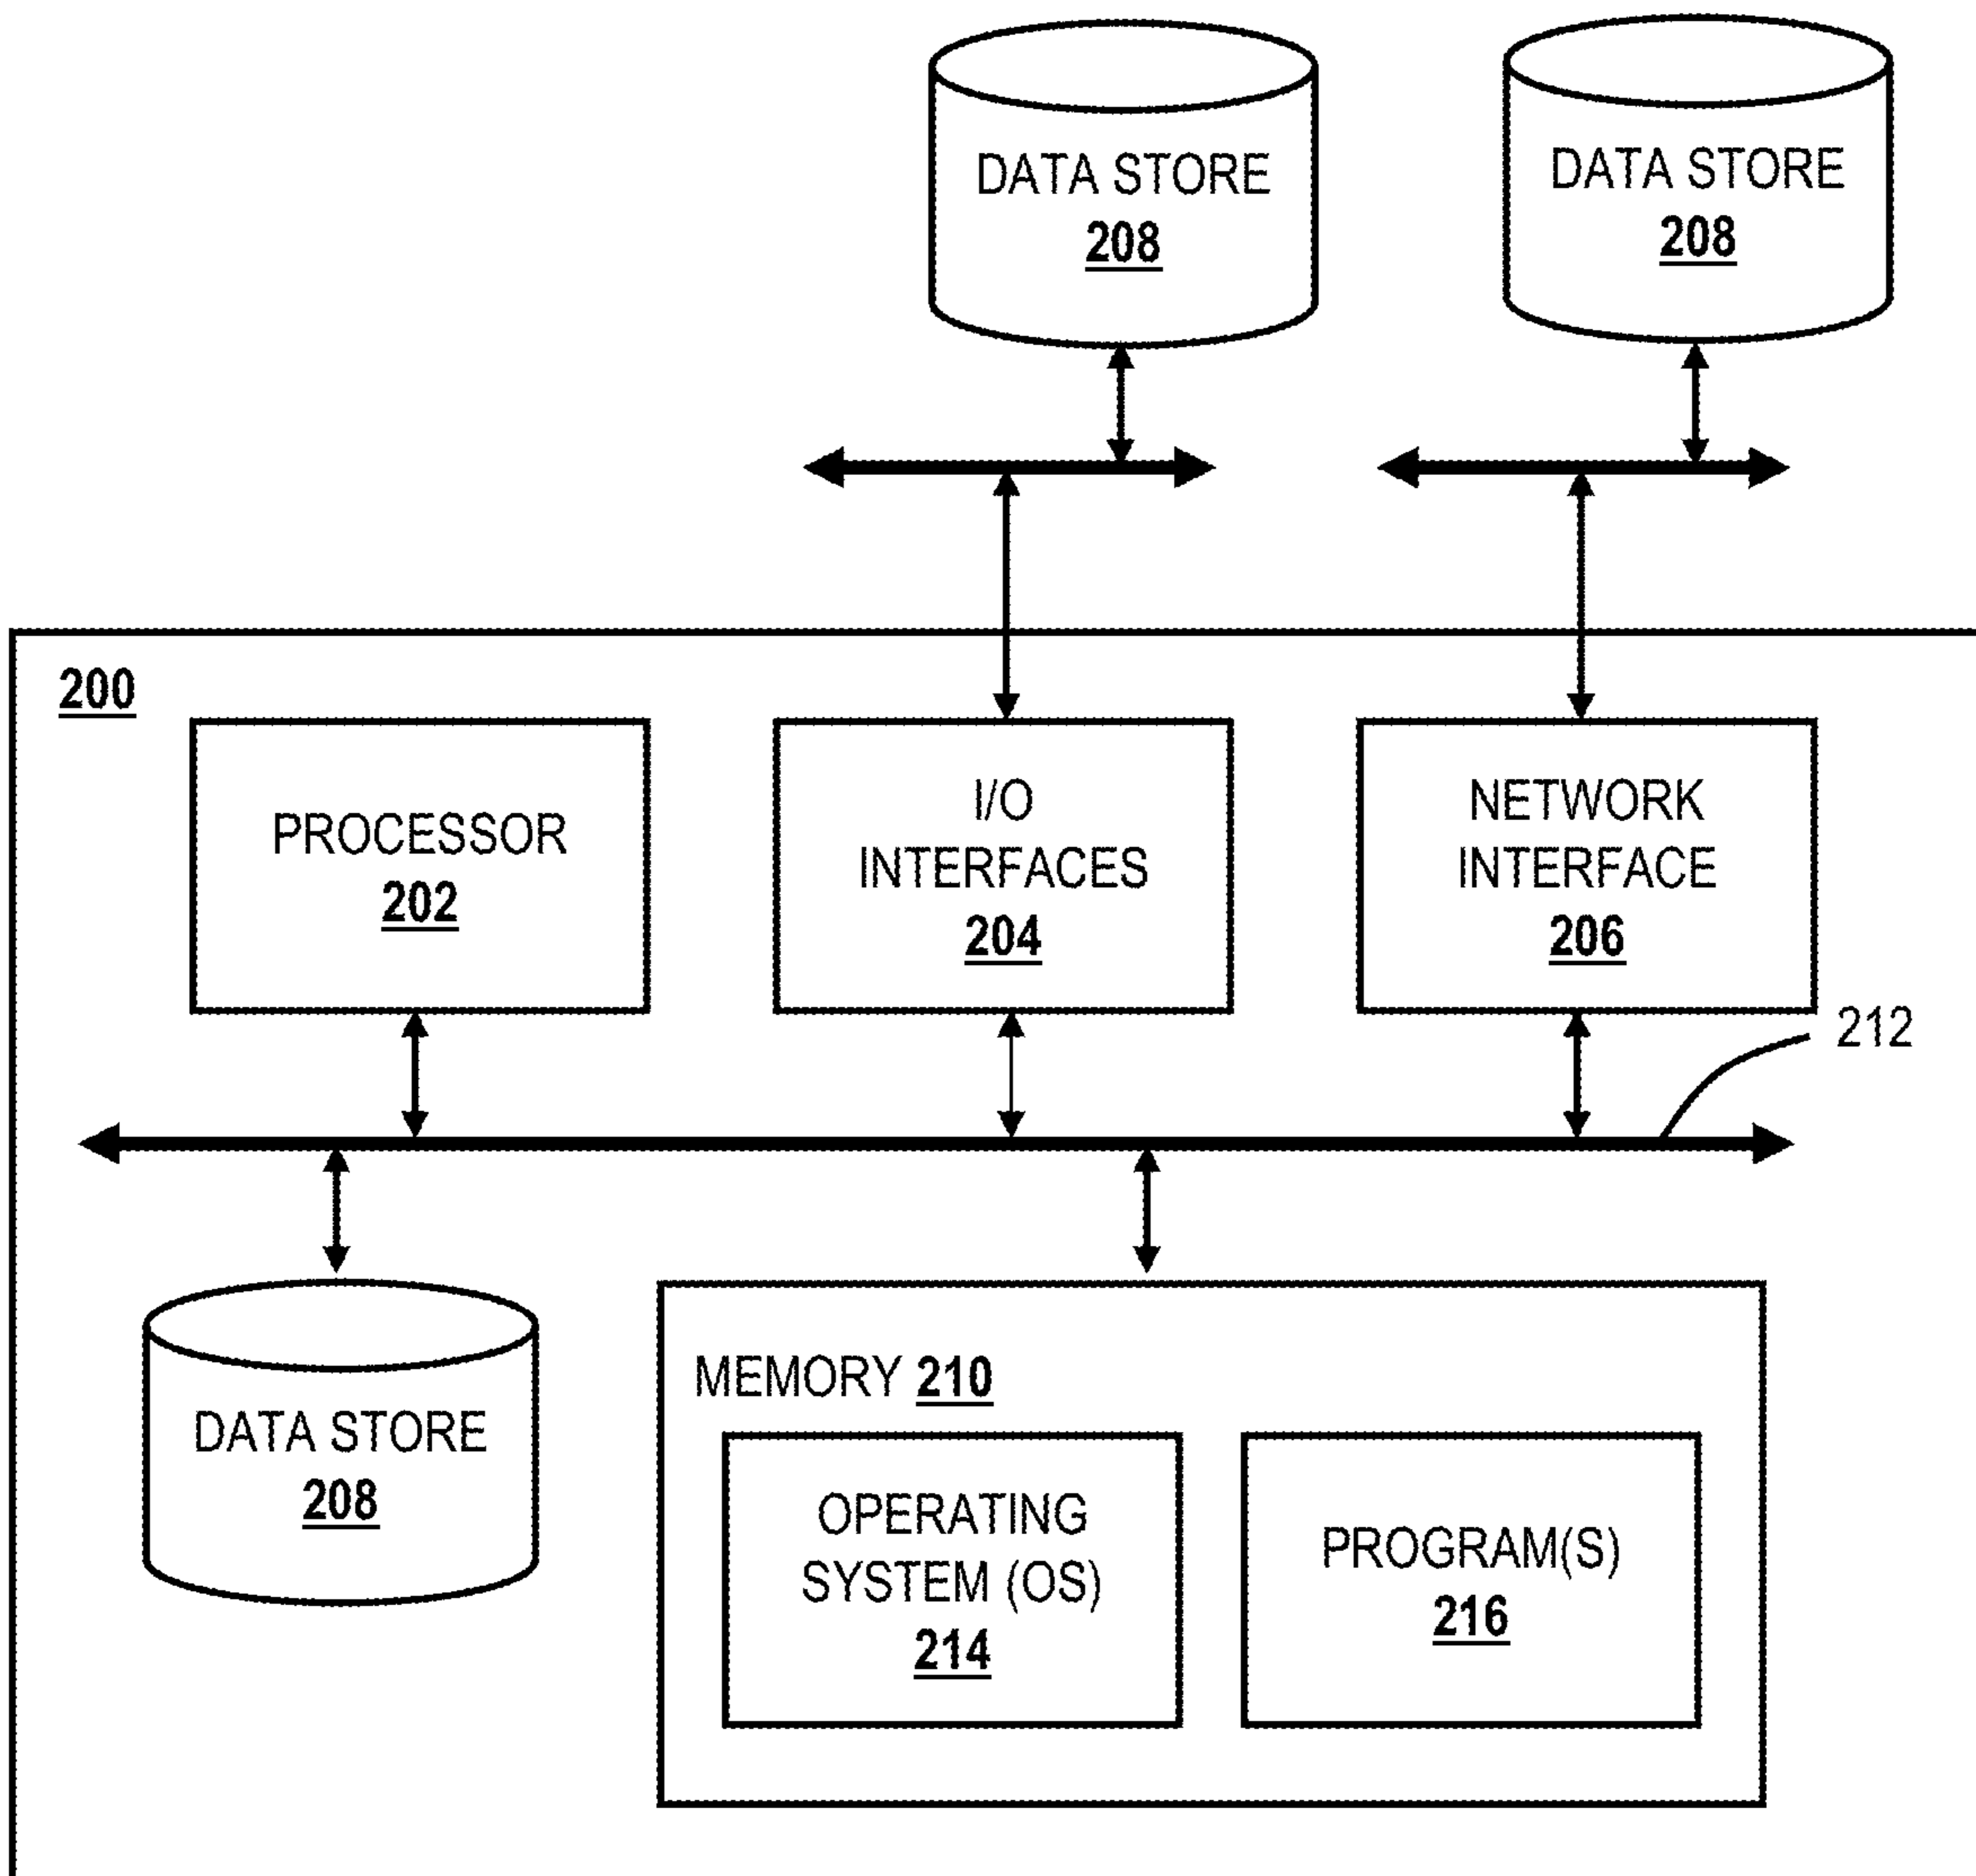 DATA STORE
208
DATA STORE
208
200
PROCESSOR
202
I/O
INTERFACES
204
NETWORK
INTERFACE
206
212
DATA STORE
208
MEMORY 210
OPERATING
SYSTEM (OS)
214
PROGRAM(S)
216